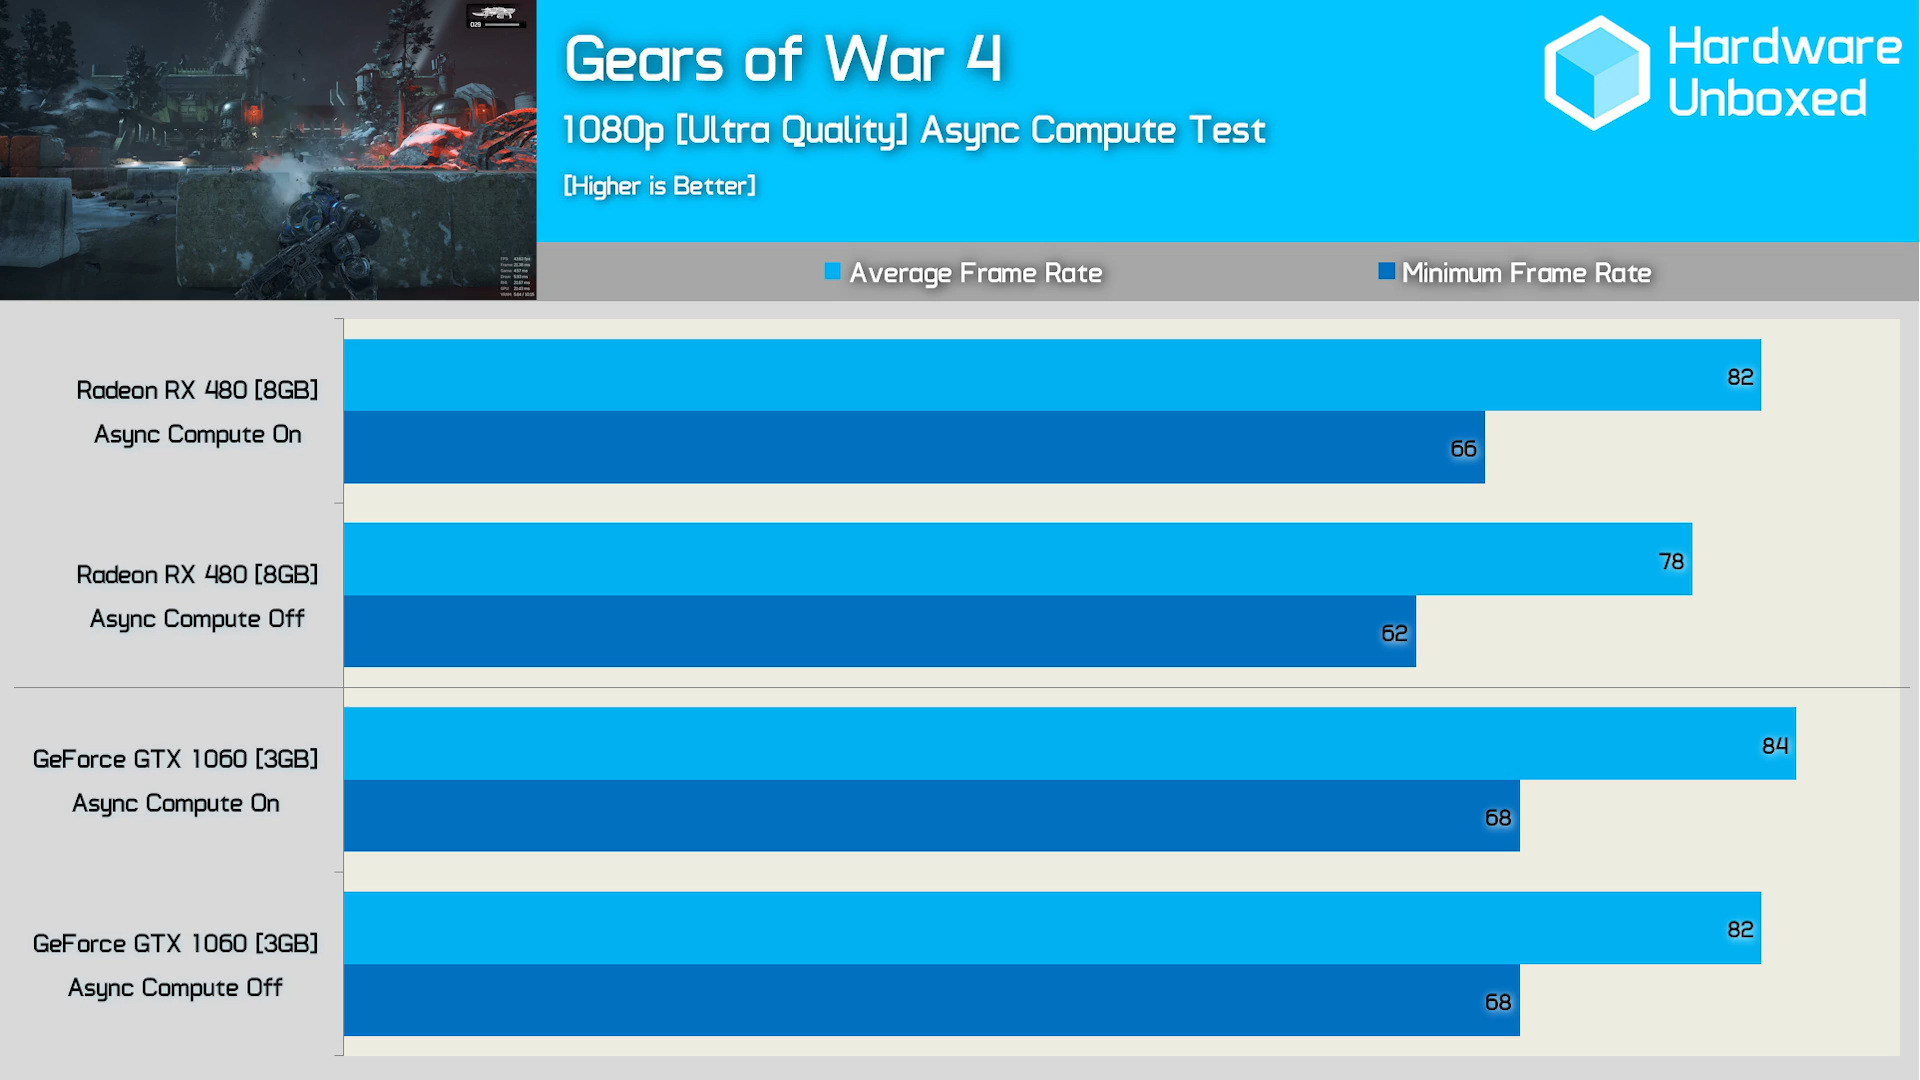 029
Gears of War 4
Hardware
Unboxed
1080p [Ultra Quality] Async Compute Test
[Higher is Better]
Average Frame Rate
Minimum Frame Rate
Radeon RX 480 [8GB]
Async Compute On
82
66
Radeon RX 480 [8GB]
Async Compute Off
78
62
GeForce GTX 1060 [3GB]
Async Compute On
84
68
GeForce GTX 1060 [3GB]
Async Compute Off
82
68